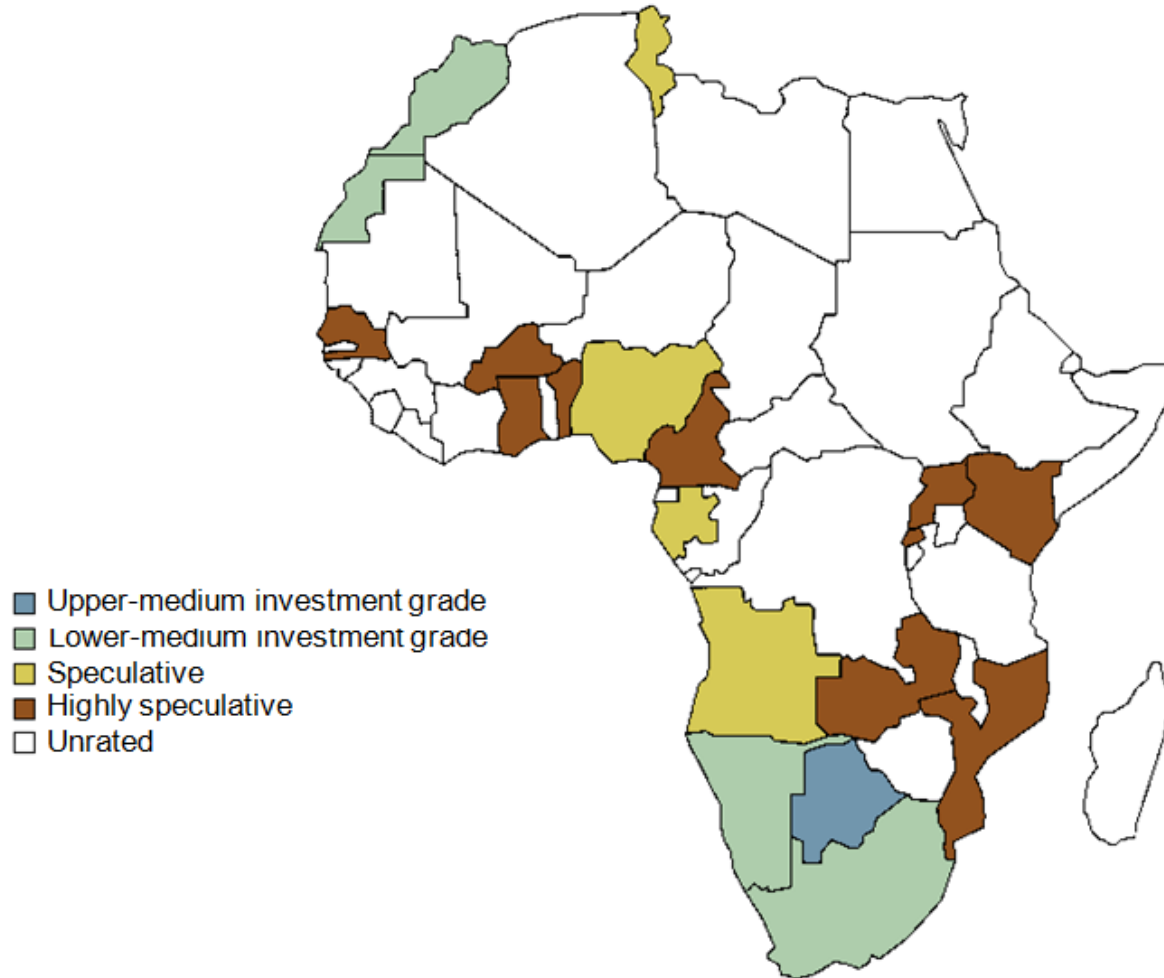 Upper-medium investment grade
Lower-medium investment grade
Speculative
Highly speculative
Unrated